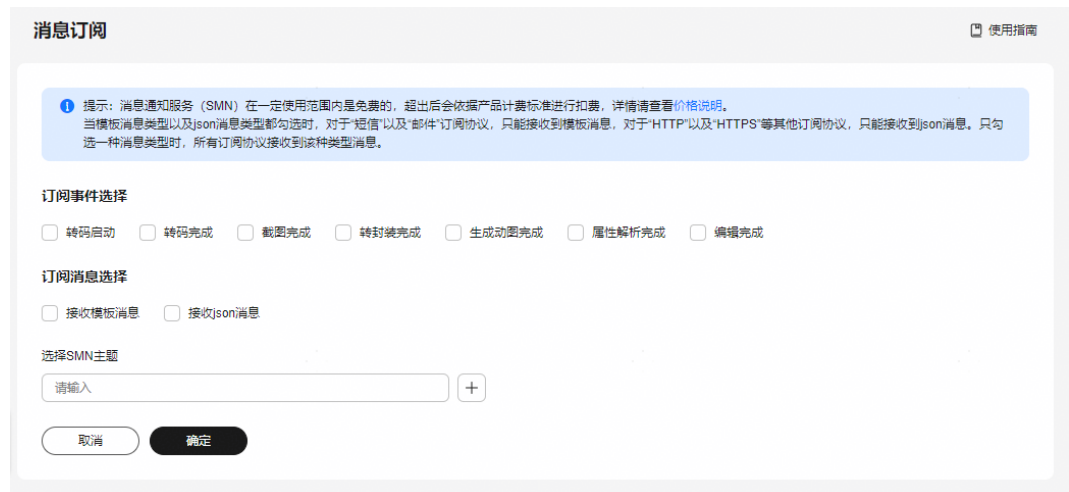 消息订阅
使用指南
提示：消息通知服务（SMN）在一定使用范围内是免费的，超出后会依据产品计费标准进行扣费，详情请查看价格说明。
当模板消息类型以及json消息类型都勾选时，对于“短信”以及“邮件”订阅协议，只能接收到模板消息，对于“HTTP”以及“HTTPS”等其他订阅协议，只能接收到json消息。只勾
选一种消息类型时，所有订阅协议接收到该种类型消息。
订阅事件选择
转码启动 转码完成 截图完成 转封装完成 生成动图完成 属性解析完成 编辑完成
订阅消息选择
接收模板消息 接收json消息
选择SMN主题
请输入
取消 确定